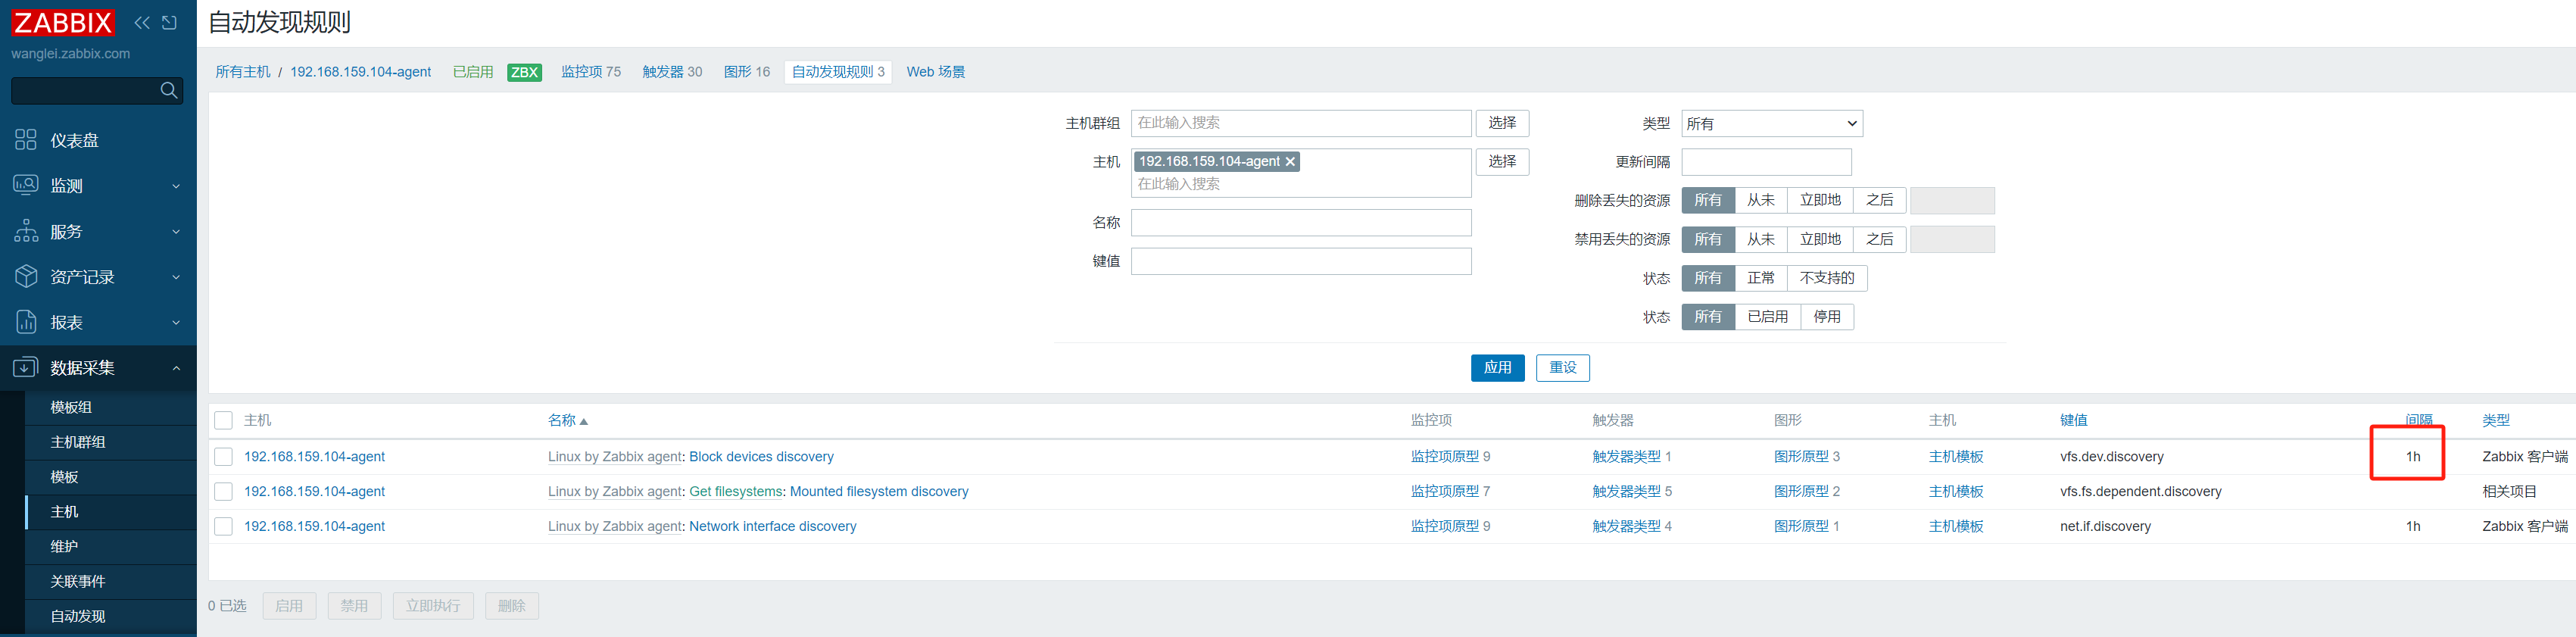 ZABBIX
wanglei.zabbix.com
仪表盘
监测
服务
资产记录
报表
数据采集
模板组
主机群组
模板
主机
维护
关联事件
自动发现
自动发现规则
所有主机 / 192.168.159.104-agent 已启用 ZBX 监控项 75 触发器 30 图形 16 自动发现规则 3 Web 场景
主机群组 在此输入搜索 选择
主机 192.168.159.104-agent 选择
在此输入搜索
名称
键值
类型 所有
更新间隔
删除丢失的资源 所有 从未 立即地 之后
禁用丢失的资源 所有 从未 立即地 之后
状态 所有 正常 不支持的
状态 所有 已启用 停用
应用 重设
主机 名称 监控项 触发器 图形 主机 键值 间隔 类型
192.168.159.104-agent Linux by Zabbix agent: Block devices discovery 监控项原型 9 触发器类型 1 图形原型 3 主机模板 vfs.dev.discovery 1h Zabbix 客户端
192.168.159.104-agent Linux by Zabbix agent: Get filesystems: Mounted filesystem discovery 监控项原型 7 触发器类型 5 图形原型 2 主机模板 vfs.fs.dependent.discovery 相关项目
192.168.159.104-agent Linux by Zabbix agent: Network interface discovery 监控项原型 9 触发器类型 4 图形原型 1 主机模板 net.if.discovery 1h Zabbix 客户端
0 已选 启用 禁用 立即执行 删除